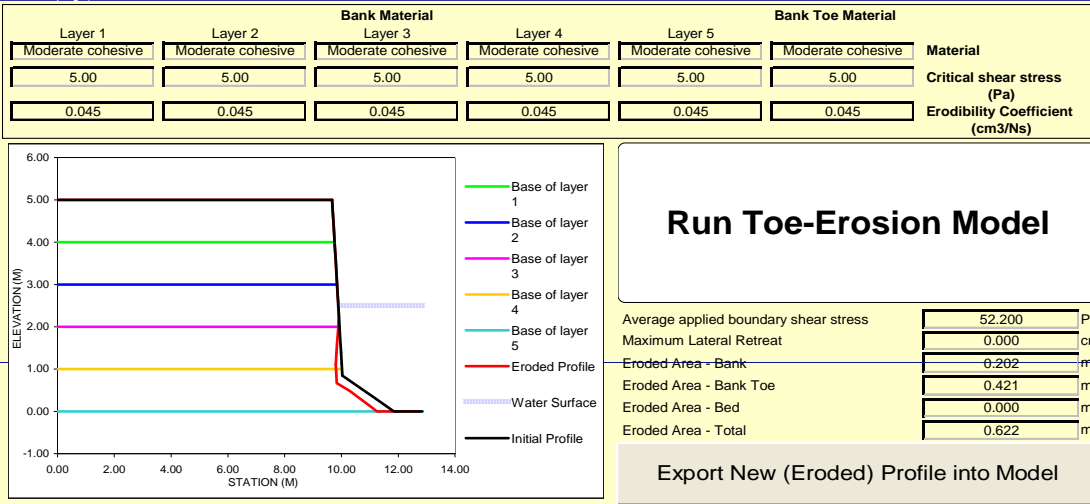 Bank Material Bank Toe Material
Layer 1 Layer 2 Layer 3 Layer 4 Layer 5
Moderate cohesive Moderate cohesive Moderate cohesive Moderate cohesive Moderate cohesive Moderate cohesive Material
5.00 5.00 5.00 5.00 5.00 5.00 Critical shear stress
(Pa)
0.045 0.045 0.045 0.045 0.045 0.045 Erodibility Coefficient
(cm3/Ns)
6.00
5.00
4.00
3.00
2.00
1.00
0.00
-1.00
ELEVATION (M)
0.00 2.00 4.00 6.00 8.00 10.00 12.00 14.00
STATION (M)
Base of layer
1
Base of layer
2
Base of layer
3
Base of layer
4
Base of layer
5
Eroded Profile
Water Surface
Initial Profile
Run Toe-Erosion Model
Average applied boundary shear stress 52.200 P
Maximum Lateral Retreat 0.000 c
Eroded Area - Bank 0.202 m
Eroded Area - Bank Toe 0.421 m
Eroded Area - Bed 0.000 m
Eroded Area - Total 0.622 m
Export New (Eroded) Profile into Model